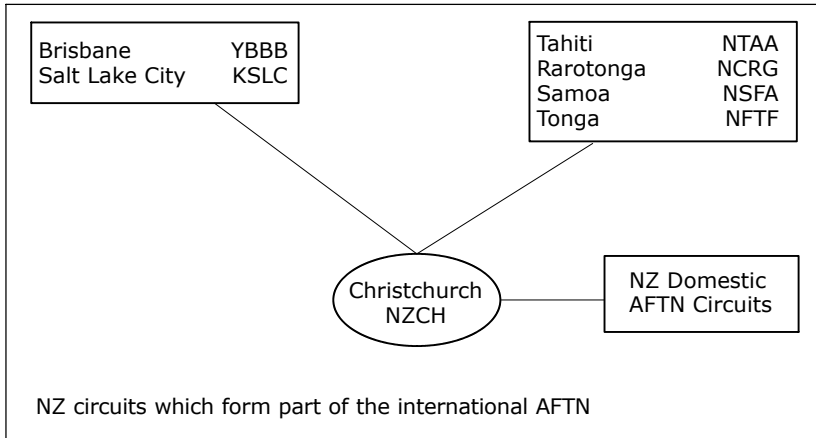 Brisbane YBBB
Salt Lake City KSLC
Tahiti NTAA
Rarotonga NCRG
Samoa NSFA
Tonga NFTF
Christchurch
NZCH
NZ Domestic
AFTN Circuits
NZ circuits which form part of the international AFTN